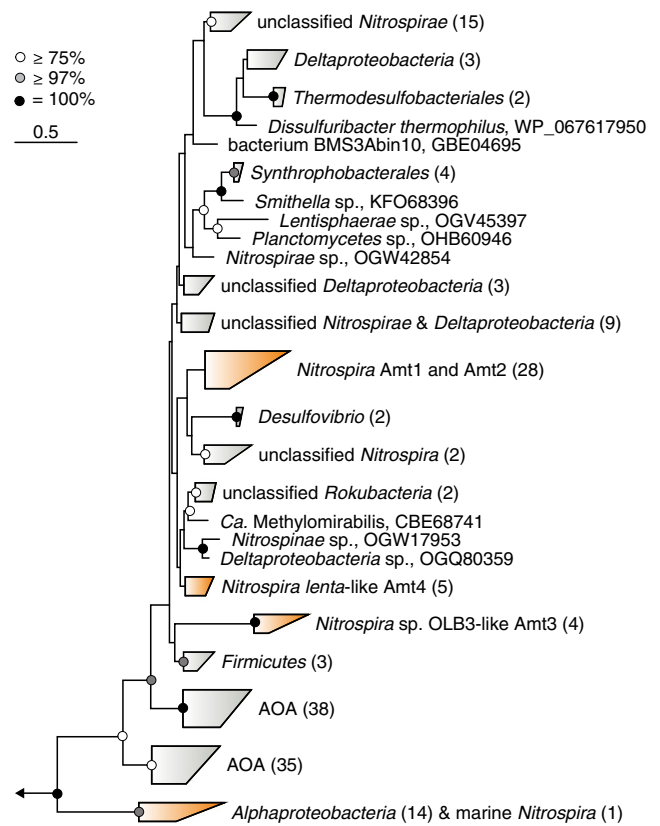 unclassified Nitrospirae (15)
≥ 75%
≥ 97%
= 100%
0.5
Deltaproteobacteria (3)
Thermodesulfobacteriales (2)
Dissulfuribacter thermophilus, WP_067617950
bacterium BMS3Abin10, GBE04695
Synthrophobacterales (4)
Smithella sp., KFO68396
Lentisphaerae sp., OGV45397
Planctomycetes sp., OHB60946
Nitrospirae sp., OGW42854
unclassified Deltaproteobacteria (3)
unclassified Nitrospirae & Deltaproteobacteria (9)
Nitrospira Amt1 and Amt2 (28)
Desulfovibrio (2)
unclassified Nitrospira (2)
unclassified Rokubacteria (2)
Ca. Methylomirabilis, CBE68741
Nitrospinae sp., OGW17953
Deltaproteobacteria sp., OGQ80359
Nitrospira lenta-like Amt4 (5)
Nitrospira sp. OLB3-like Amt3 (4)
Firmicutes (3)
AOA (38)
AOA (35)
Alphaproteobacteria (14) & marine Nitrospira (1)